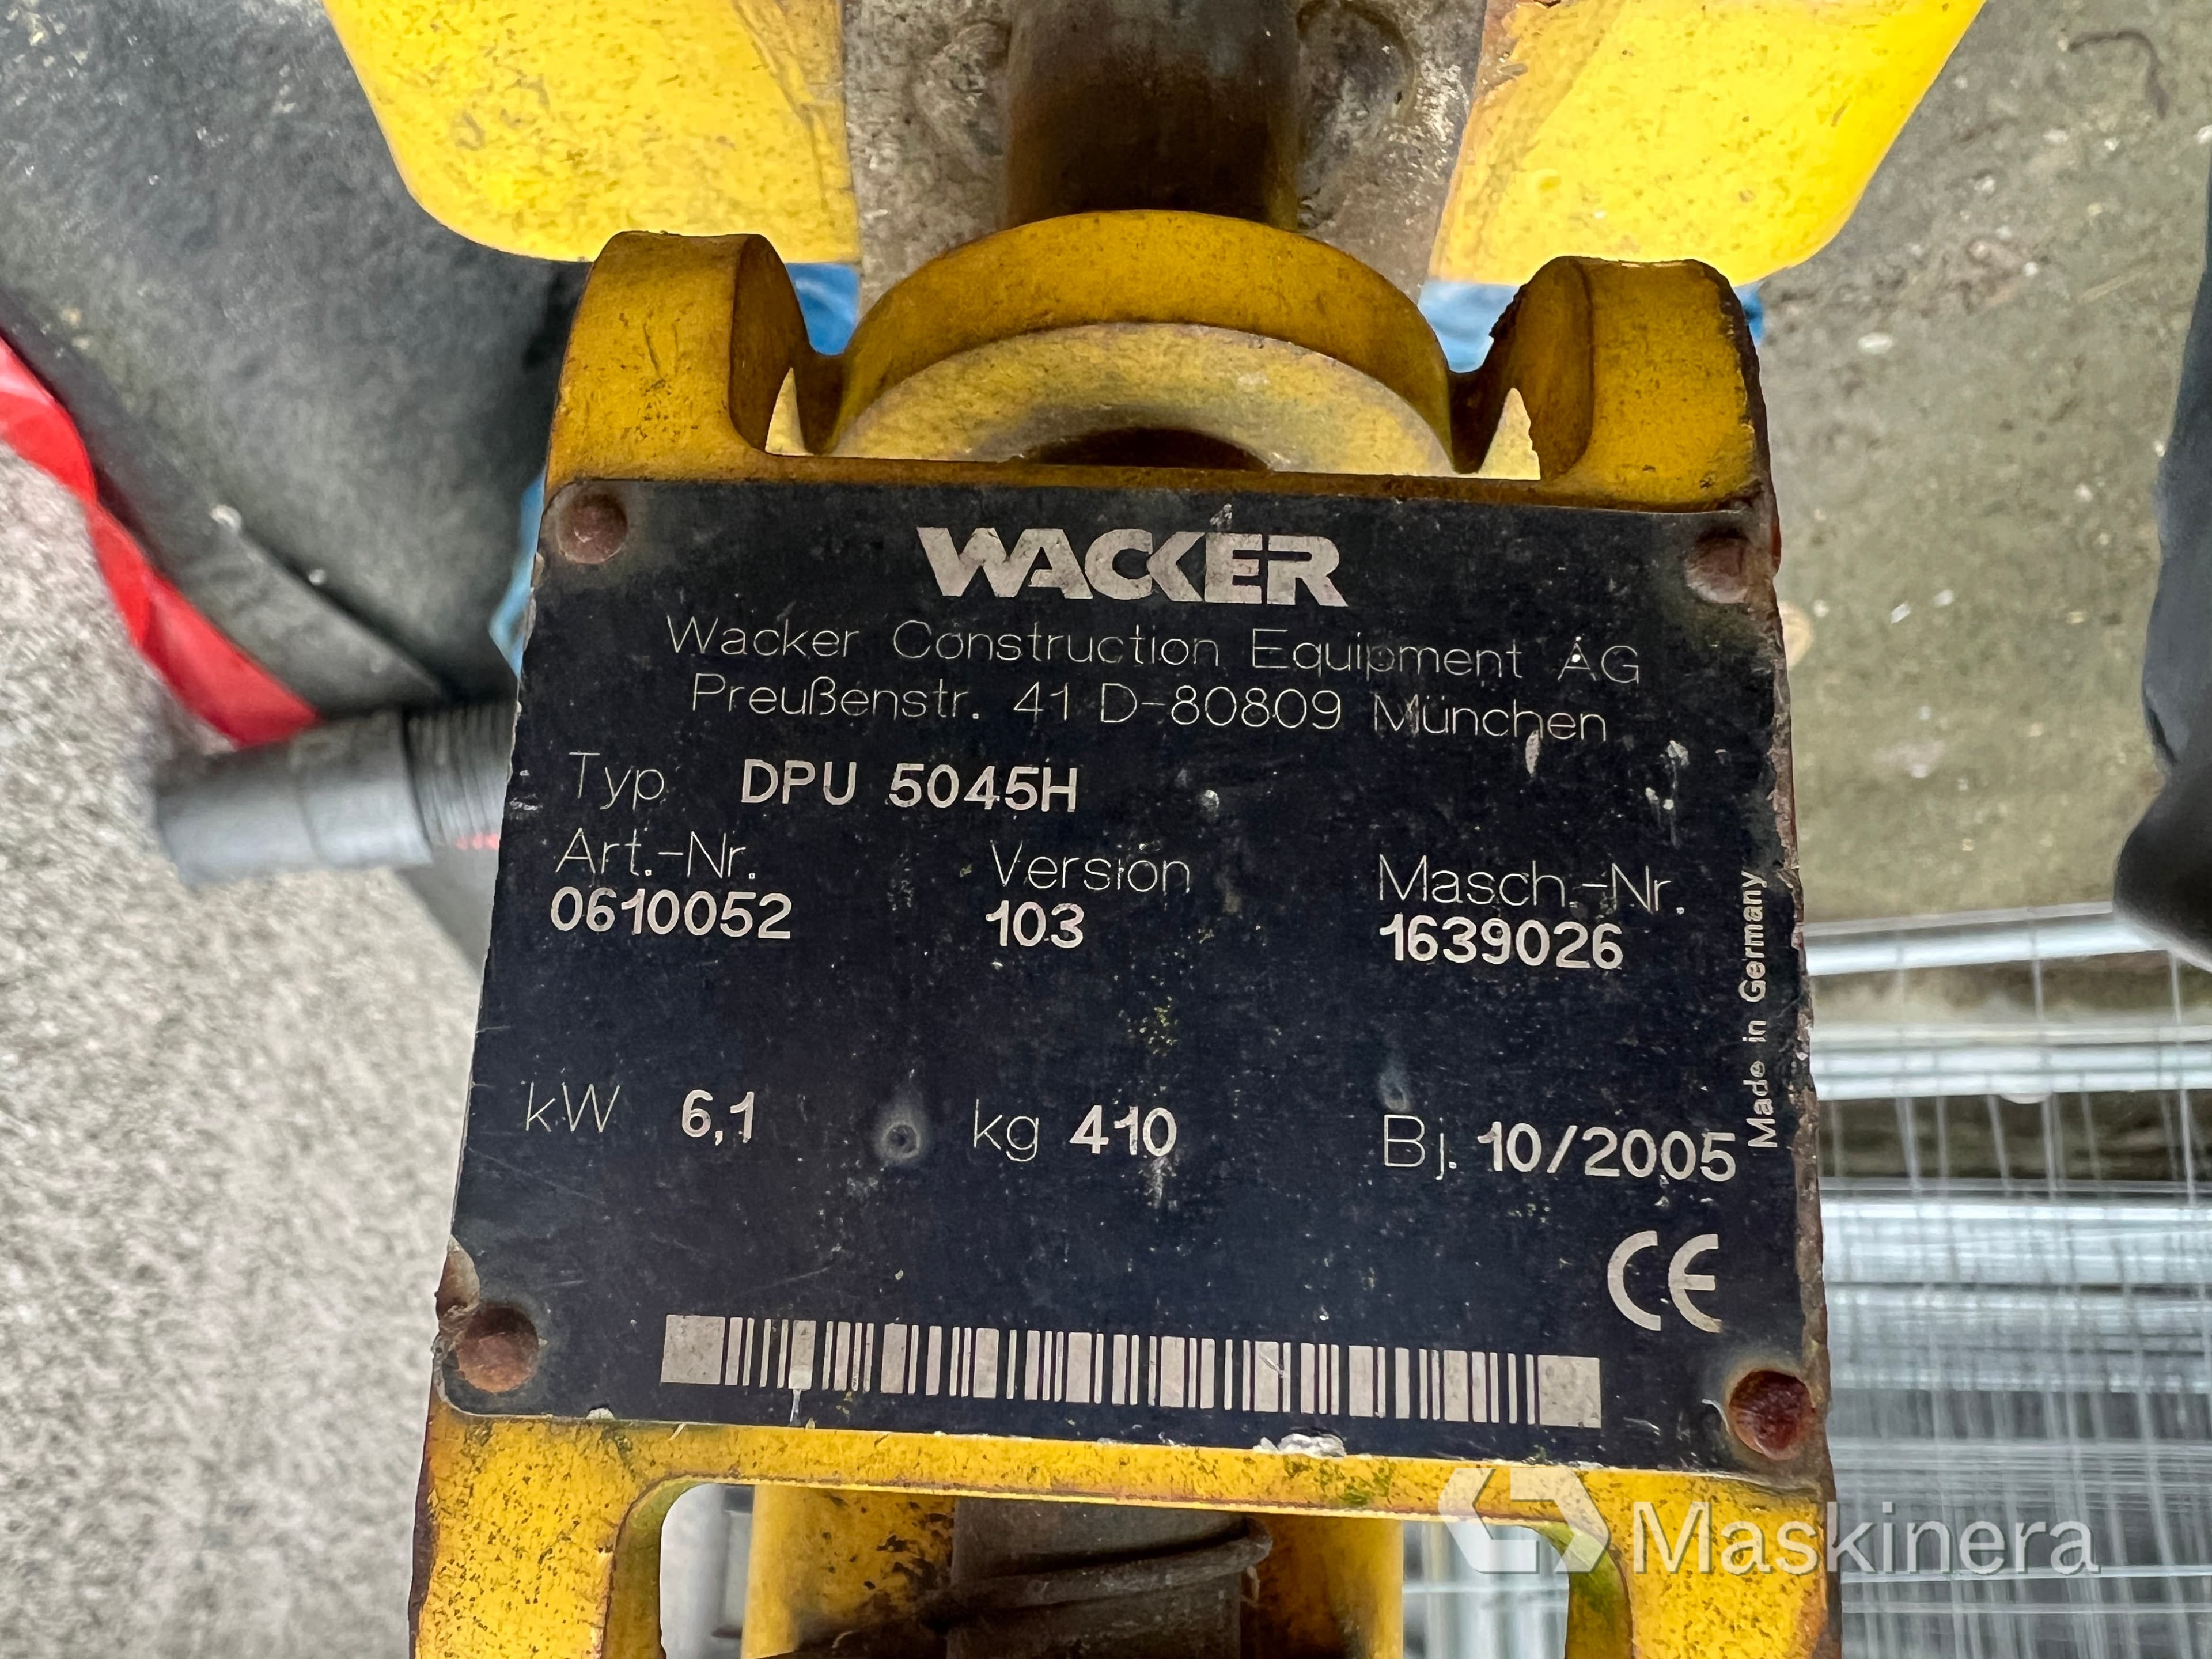 WACKER
Wacker Construction Equipment AG
Preußenstr. 41 D-80809 München
Typ DPU 5045H
Art.-Nr. Version Masch.-Nr.
0610052 103 1639026
kW 6,1 kg 410 Bj. 10/2005
Made in Germany
CE
Maskinera